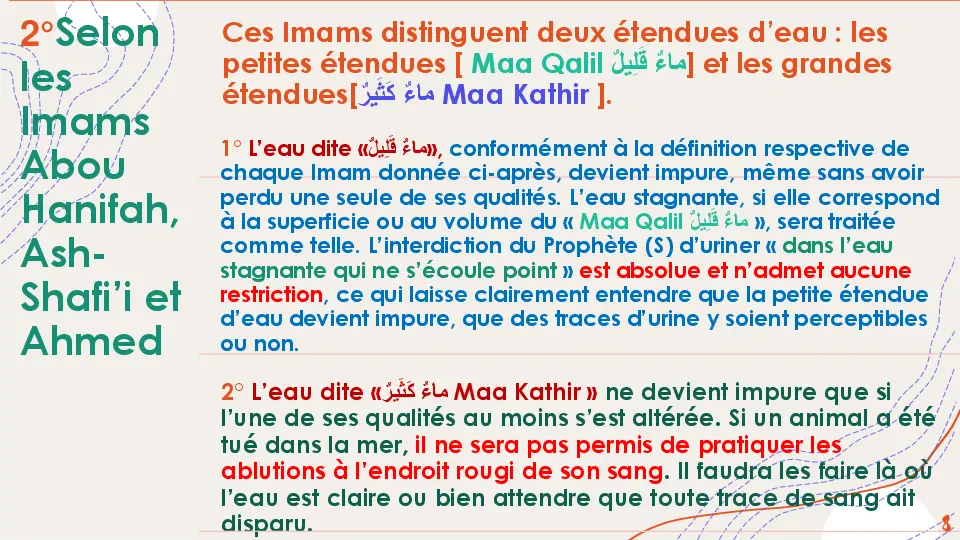 2°Selon
les
Imams
Abou
Hanifah,
Ash-
Shafi’i et
Ahmed
Ces Imams distinguent deux étendues d’eau : les
petites étendues [ Maa Qalil ماءٌ قَلِيلٌ] et les grandes
étendues[ماءٌ كَثَيِرٌ Maa Kathir ].
1° L’eau dite «ماءٌ قَلِيلٌ», conformément à la définition respective de
chaque Imam donnée ci-après, devient impure, même sans avoir
perdu une seule de ses qualités. L’eau stagnante, si elle correspond
à la superficie ou au volume du « Maa Qalil ماءٌ قَلِيلٌ », sera traitée
comme telle. L’interdiction du Prophète (S) d’uriner « dans l’eau
stagnante qui ne s’écoule point » est absolue et n’admet aucune
restriction, ce qui laisse clairement entendre que la petite étendue
d’eau devient impure, que des traces d’urine y soient perceptibles
ou non.
2° L’eau dite «ماءٌ كَثَيِرٌ Maa Kathir » ne devient impure que si
l’une de ses qualités au moins s’est altérée. Si un animal a été
tué dans la mer, il ne sera pas permis de pratiquer les
ablutions à l’endroit rougi de son sang. Il faudra les faire là où
l’eau est claire ou bien attendre que toute trace de sang ait
disparu.
8